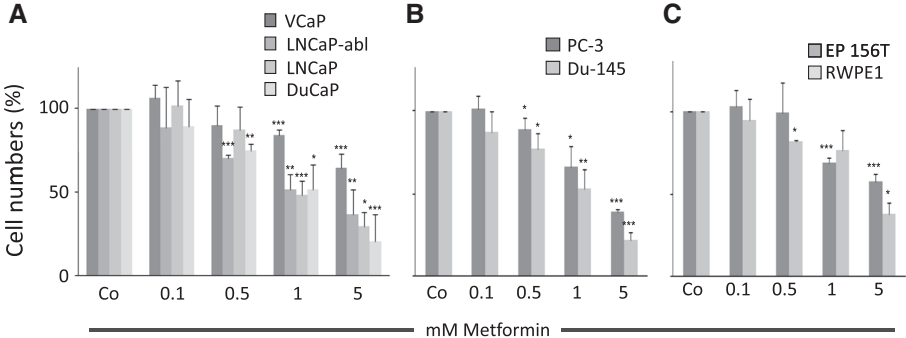 A
B
C
VCaP
LNCaP-abl
LNCaP
DuCaP
PC-3
Du-145
EP 156T
RWPE1
Cell numbers (%)
100
50
0
*** ** *** ** *** * *** ** * ***
* * * ** *** ***
* *** *** *
Co 0.1 0.5 1 5
Co 0.1 0.5 1 5
Co 0.1 0.5 1 5
mM Metformin